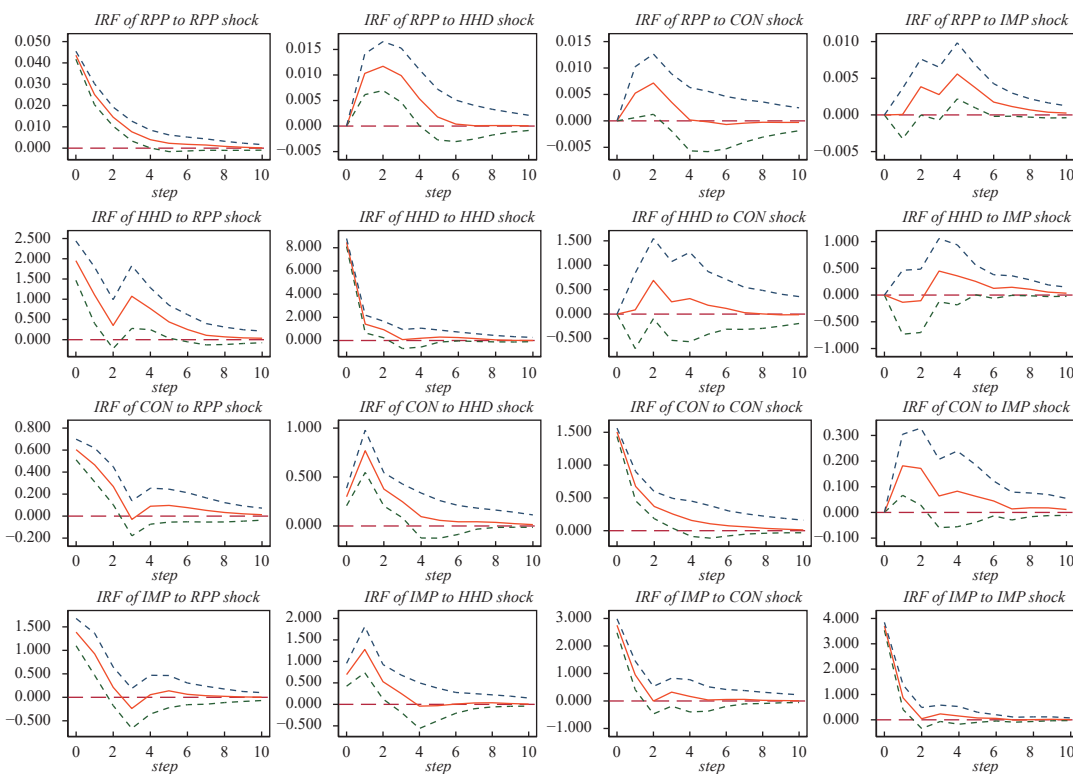 IRF of RPP to RPP shock
0.050
0.040
0.030
0.020
0.010
0.000
0 2 4 6 8 10
step
IRF of RPP to HHD shock
0.015
0.010
0.005
0.000
−0.005
0 2 4 6 8 10
step
IRF of RPP to CON shock
0.015
0.010
0.005
0.000
−0.005
0 2 4 6 8 10
step
IRF of RPP to IMP shock
0.010
0.005
0.000
−0.005
0 2 4 6 8 10
step
IRF of HHD to RPP shock
2.500
2.000
1.500
1.000
0.500
0.000
0 2 4 6 8 10
step
IRF of HHD to HHD shock
8.000
6.000
4.000
2.000
0.000
0 2 4 6 8 10
step
IRF of HHD to CON shock
1.500
1.000
0.500
0.000
−0.500
0 2 4 6 8 10
step
IRF of HHD to IMP shock
1.000
0.500
0.000
−0.500
−1.000
0 2 4 6 8 10
step
IRF of CON to RPP shock
0.800
0.600
0.400
0.200
0.000
−0.200
0 2 4 6 8 10
step
IRF of CON to HHD shock
1.000
0.500
0.000
0 2 4 6 8 10
step
IRF of CON to CON shock
1.500
1.000
0.500
0.000
0 2 4 6 8 10
step
IRF of CON to IMP shock
0.300
0.200
0.100
0.000
−0.100
0 2 4 6 8 10
step
IRF of IMP to RPP shock
1.500
1.000
0.500
0.000
−0.500
0 2 4 6 8 10
step
IRF of IMP to HHD shock
2.000
1.500
1.000
0.500
0.000
−0.500
0 2 4 6 8 10
step
IRF of IMP to CON shock
3.000
2.000
1.000
0.000
−1.000
0 2 4 6 8 10
step
IRF of IMP to IMP shock
4.000
3.000
2.000
1.000
0.000
0 2 4 6 8 10
step